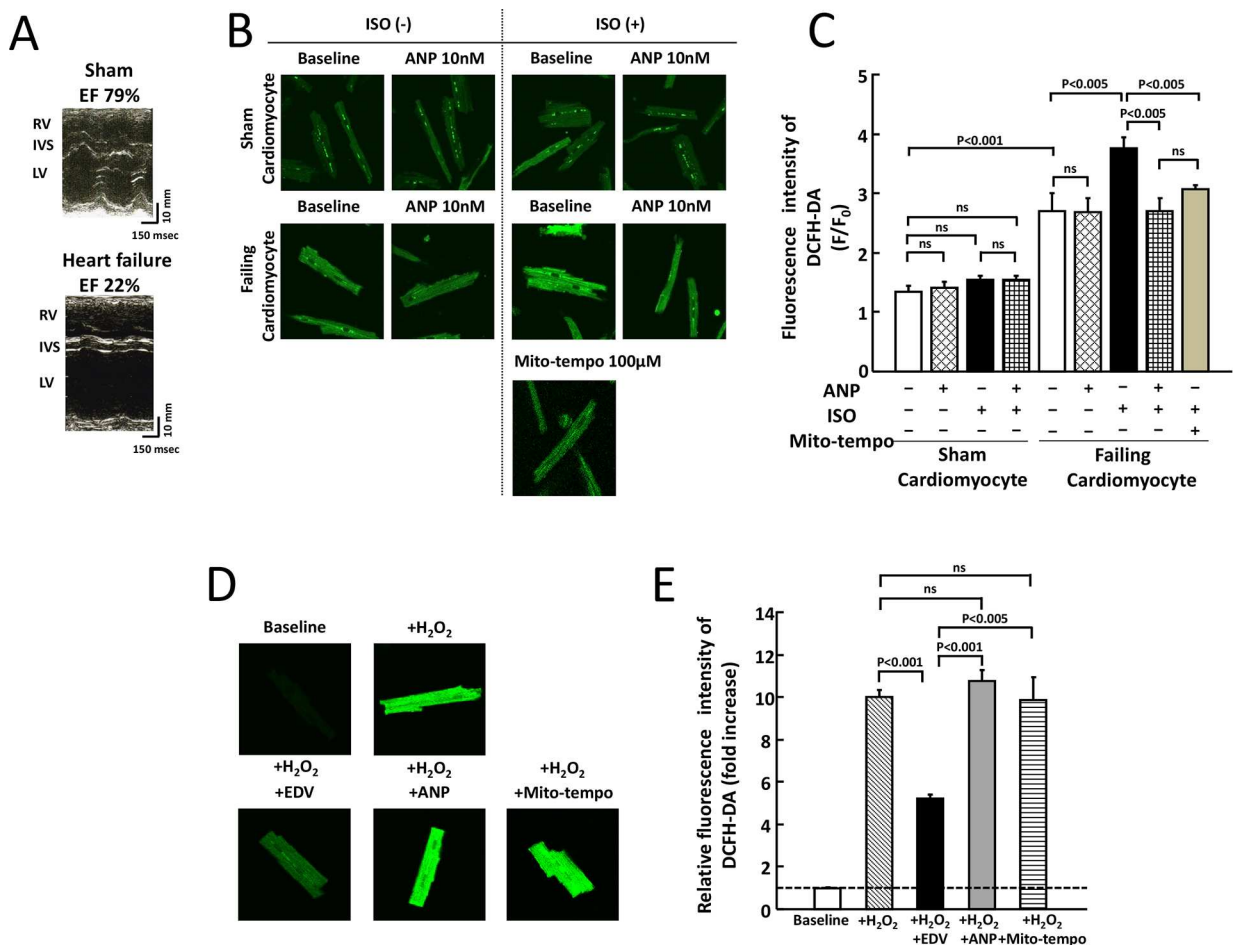 A
Sham
EF 79%
RV
IVS
LV
10 mm
150 msec
Heart failure
EF 22%
RV
IVS
LV
10 mm
150 msec
B
ISO (-) ISO (+)
Baseline ANP 10nM Baseline ANP 10nM
Sham
Cardiomyocyte
Baseline ANP 10nM Baseline ANP 10nM
Failing
Cardiomyocyte
Mito-tempo 100μM
C
Fluorescence intensity of
DCFH-DA
(F/F₀)
5
4
3
2
1
0
P<0.005 P<0.005
P<0.005
P<0.001
ns ns
ns
ns
ns ns
ANP – + – + – + – + –
ISO – – + + – – + + +
Mito-tempo – – – – – – – – +
Sham Failing
Cardiomyocyte Cardiomyocyte
D
Baseline +H₂O₂
+H₂O₂ +H₂O₂ +H₂O₂
+EDV +ANP +Mito-tempo
E
Relative fluorescence intensity of
DCFH-DA (fold increase)
14
12
10
8
6
4
2
0
ns
ns
P<0.005
P<0.001 P<0.001
Baseline +H₂O₂ +H₂O₂ +H₂O₂ +H₂O₂
+EDV +ANP +Mito-tempo